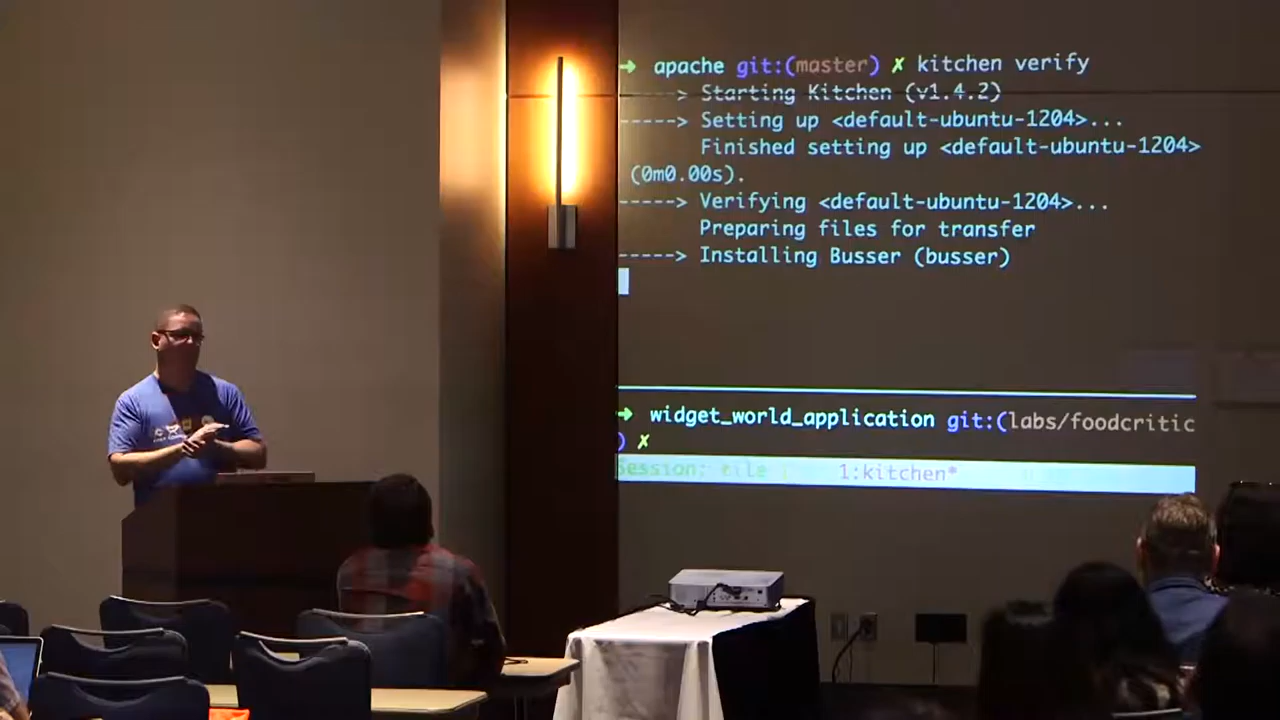 ➜ apache git:(master) ✗ kitchen verify
-----> Starting Kitchen (v1.4.2)
-----> Setting up <default-ubuntu-1204>...
Finished setting up <default-ubuntu-1204>
(0m0.00s).
-----> Verifying <default-ubuntu-1204>...
Preparing files for transfer
-----> Installing Busser (busser)
➜ widget_world_application git:(labs/foodcritic
) ✗
Session: 1:kitchen*